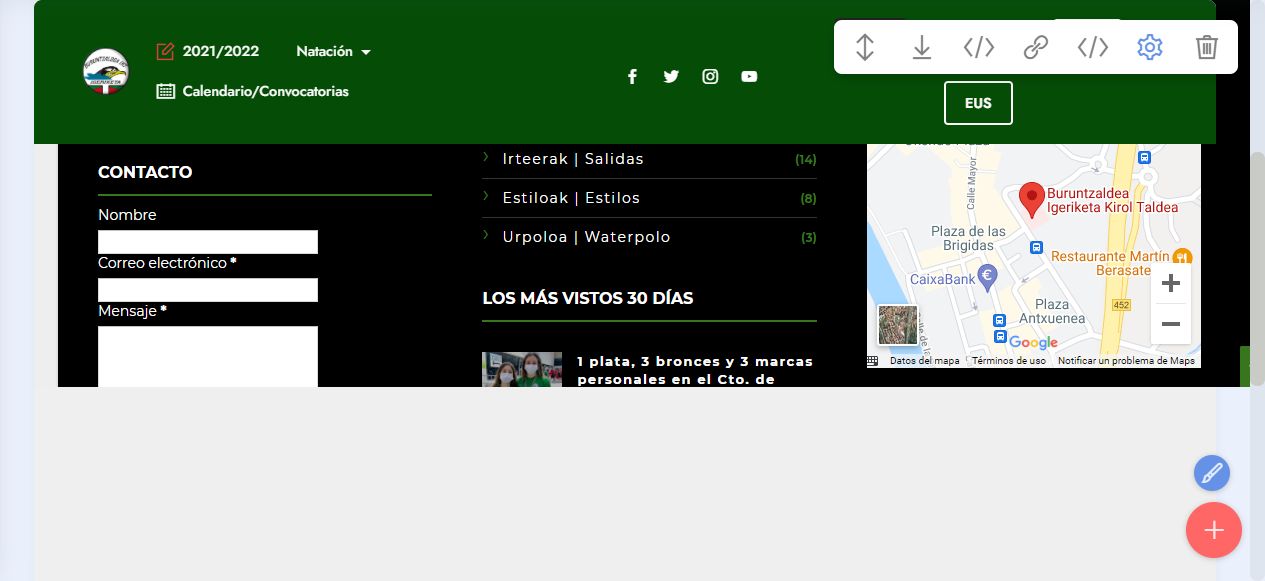 2021/2022
Natación
Calendario/Convocatorias
EUS
CONTACTO
Nombre
Correo electrónico *
Mensaje *
Irteerak | Salidas
(14)
Estiloak | Estilos
(8)
Urpoloa | Waterpolo
(3)
LOS MÁS VISTOS 30 DÍAS
1 plata, 3 bronces y 3 marcas
personales en el Cto. de
Calle Mayor
Buruntzaldea
Igeriketa Kirol Taldea
Plaza de las
Brigidas
Restaurante Martín
Berasate
CaixaBank
Plaza
Antxuenea
452
Google
Datos del mapa
Términos de uso
Notificar un problema de Maps